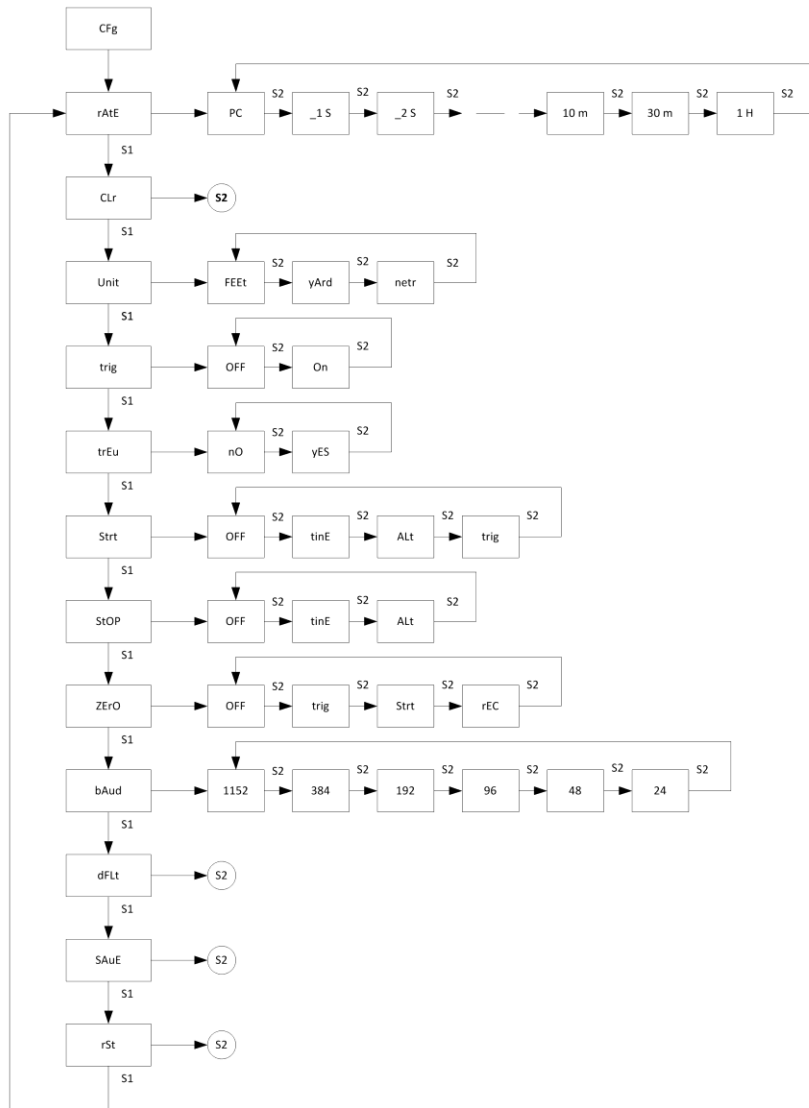 CFg
S2 S2 S2 S2 S2 S2
rAtE PC _1 S _2 S 10 m 30 m 1 H
S1
CLr S2
S1
S2 S2 S2
Unit FEEt yArd netr
S1
S2 S2
trig OFF On
S1
S2 S2
trEu nO yES
S1
S2 S2 S2 S2
Strt OFF tinE ALt trig
S1
S2 S2 S2
StOP OFF tinE ALt
S1
S2 S2 S2 S2
ZErO OFF trig Strt rEC
S1
S2 S2 S2 S2 S2 S2
bAud 1152 384 192 96 48 24
S1
dFLt S2
S1
SAuE S2
S1
rSt S2
S1